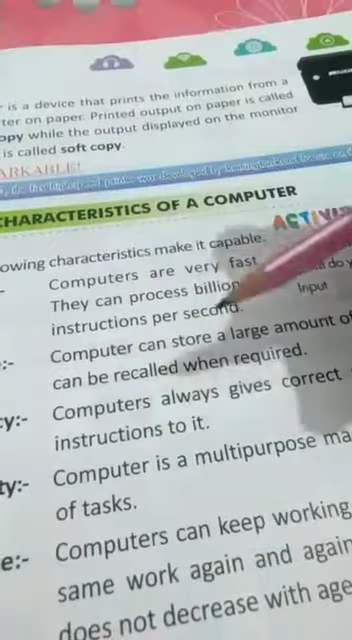 r is a device that prints the information from a
ter on paper. Printed output on paper is called
opy while the output displayed on the monitor
is called soft copy.
ARKABLE!
CHARACTERISTICS OF A COMPUTER
ACTIVI
owing characteristics make it capable.
Computers are very fast
do y
They can process billion
Input
instructions per second.
:- Computer can store a large amount of
can be recalled when required.
cy:- Computers always gives correct
instructions to it.
ty:- Computer is a multipurpose ma
of tasks.
e:- Computers can keep working
same work again and again
does not decrease with age